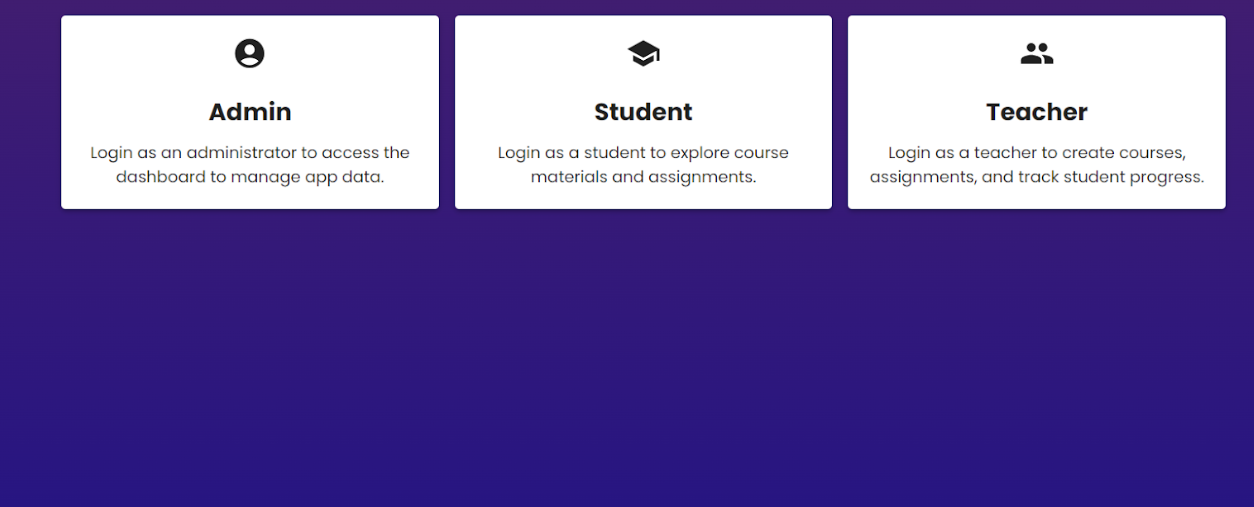 Admin
Login as an administrator to access the
dashboard to manage app data.
Student
Login as a student to explore course
materials and assignments.
Teacher
Login as a teacher to create courses,
assignments, and track student progress.